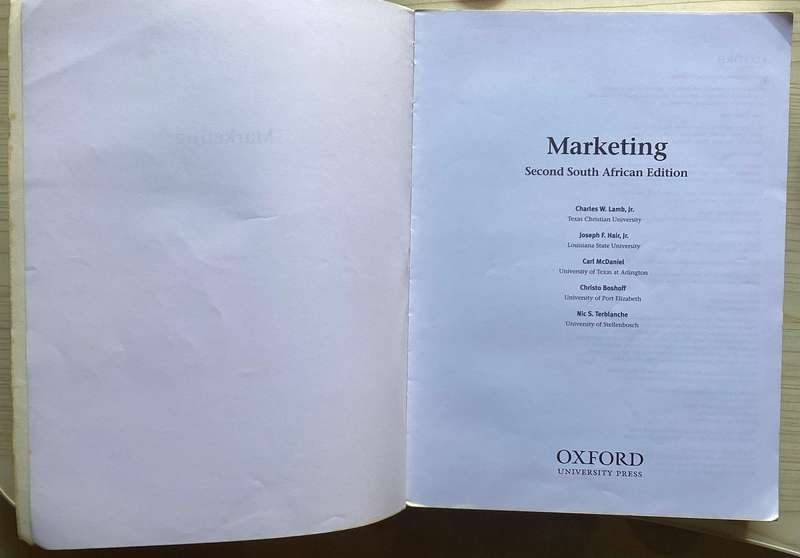 Marketing
Second South African Edition
Charles W. Lamb, Jr.
Texas Christian University
Joseph F. Hair, Jr.
Louisiana State University
Carl McDaniel
University of Texas at Arlington
Christo Boshoff
University of Port Elizabeth
Nic S. Terblanche
University of Stellenbosch
OXFORD
UNIVERSITY PRESS